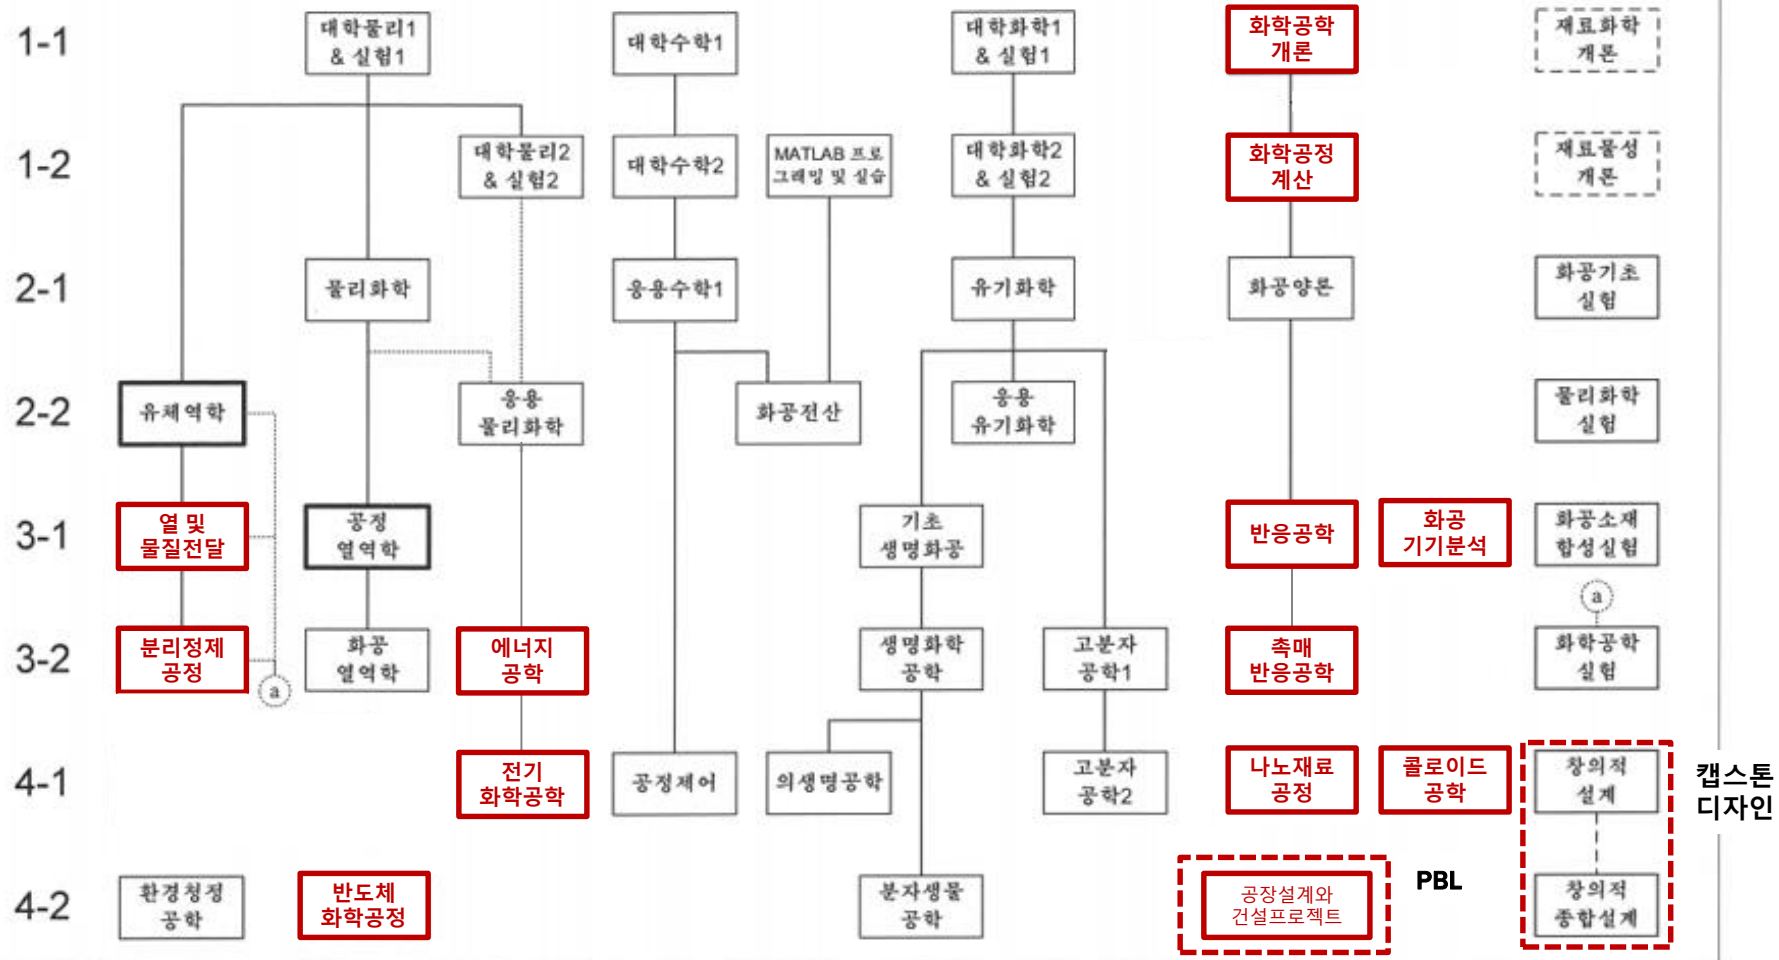 1-1
대학물리1
& 실험1
대학수학1
대학화학1
& 실험1
화학공학
개론
재료화학
개론
1-2
대학물리2
& 실험2
대학수학2
MATLAB 프로
그래밍 및 실습
대학화학2
& 실험2
화학공정
계산
재료물성
개론
2-1
물리화학
응용수학1
유기화학
화공양론
화공기초
실험
2-2
유체역학
응용
물리화학
화공전산
응용
유기화학
물리화학
실험
3-1
열 및
물질전달
공정
열역학
기초
생명화공
반응공학
화공
기기분석
화공소재
합성실험
a
3-2
분리정제
공정
a
화공
열역학
에너지
공학
생명화학
공학
고분자
공학1
촉매
반응공학
화학공학
실험
4-1
전기
화학공학
공정제어
의생명공학
고분자
공학2
나노재료
공정
콜로이드
공학
창의적
설계
캡스톤
디자인
4-2
환경청정
공학
반도체
화학공정
분자생물
공학
공장설계와
건설프로젝트
PBL
창의적
종합설계